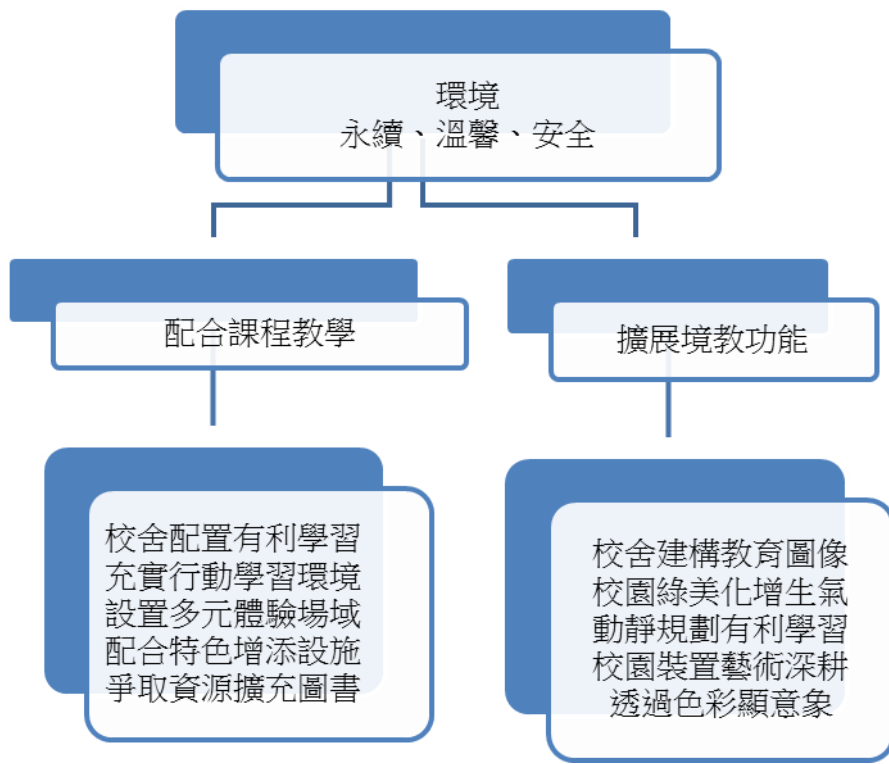 環境
永續、溫馨、安全
配合課程教學
擴展境教功能
校舍配置有利學習
充實行動學習環境
設置多元體驗場域
配合特色增添設施
爭取資源擴充圖書
校舍建構教育圖像
校園綠美化增生氣
動靜規劃有利學習
校園裝置藝術深耕
透過色彩顯意象